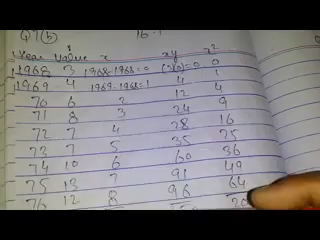 Q7(b)
Year Value x xy x²
1968 3 1968-1968=0 (3)(0)=0 0
1969 4 1969-1968=1 4 1
70 6 2 12 4
71 8 3 24 9
72 7 4 28 16
73 7 5 35 25
74 10 6 60 36
75 13 7 91 49
76 12 8 96 64